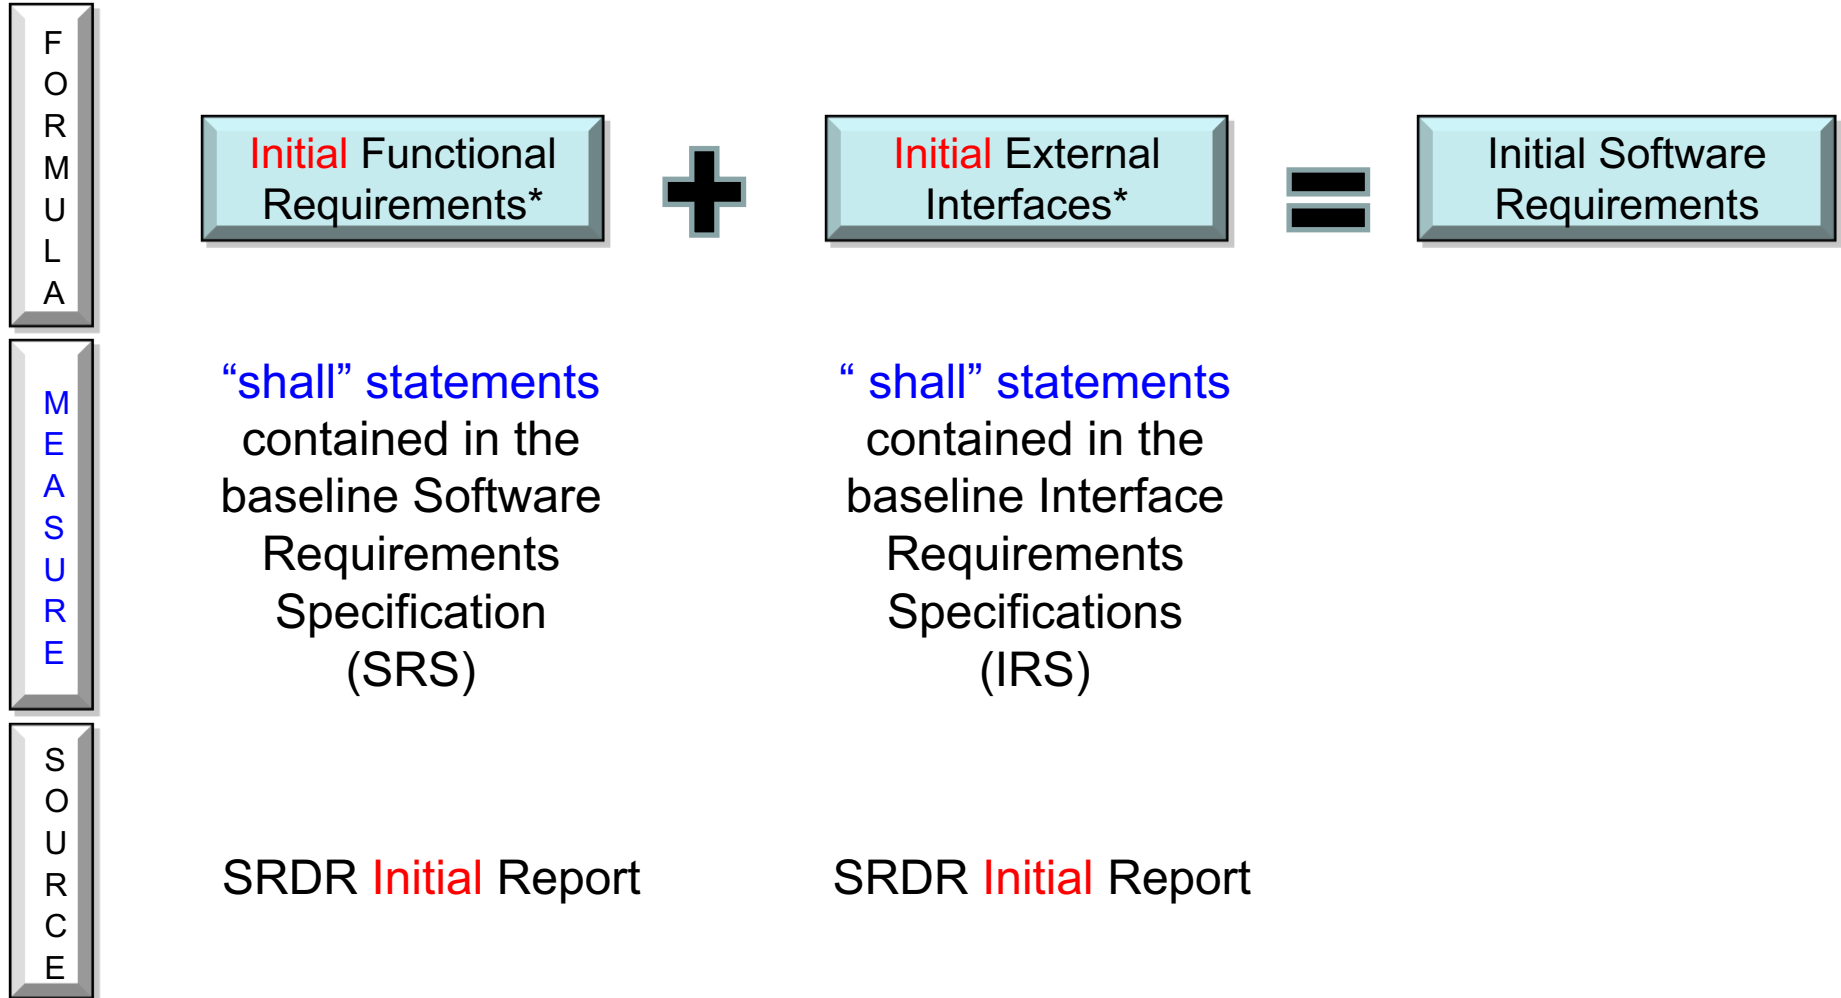 F
O
R
M
U
L
A
Initial Functional
Requirements*
+
Initial External
Interfaces*
=
Initial Software
Requirements
M
E
A
S
U
R
E
“shall” statements
contained in the
baseline Software
Requirements
Specification
(SRS)
“ shall” statements
contained in the
baseline Interface
Requirements
Specifications
(IRS)
S
O
U
R
C
E
SRDR Initial Report
SRDR Initial Report